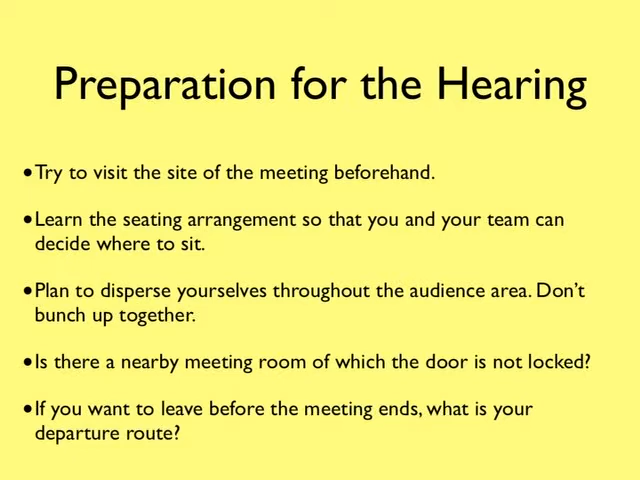 Preparation for the Hearing
•Try to visit the site of the meeting beforehand.
•Learn the seating arrangement so that you and your team can
decide where to sit.
•Plan to disperse yourselves throughout the audience area. Don’t
bunch up together.
•Is there a nearby meeting room of which the door is not locked?
•If you want to leave before the meeting ends, what is your
departure route?